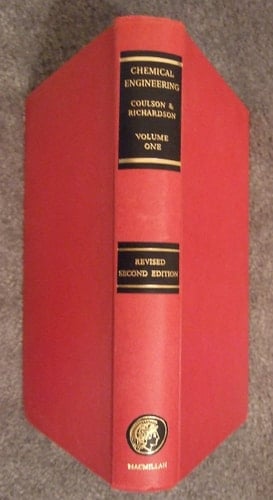 CHEMICAL
ENGINEERING
COULSON &
RICHARDSON
VOLUME
ONE
REVISED
SECOND EDITION
MACMILLAN